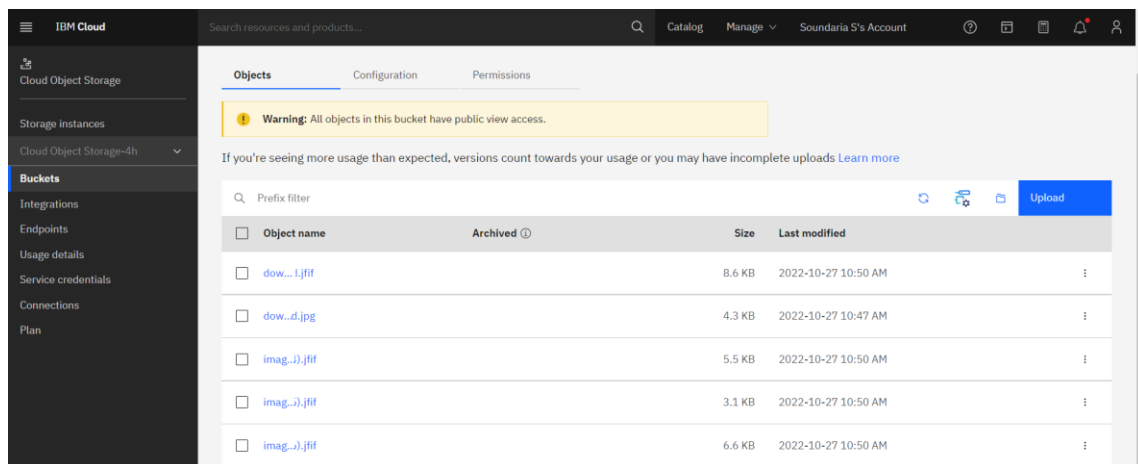 IBM Cloud
Search resources and products...
Catalog
Manage
Soundaria S's Account
Cloud Object Storage
Storage instances
Cloud Object Storage-4h
Buckets
Integrations
Endpoints
Usage details
Service credentials
Connections
Plan
Objects Configuration Permissions
Warning: All objects in this bucket have public view access.
If you're seeing more usage than expected, versions count towards your usage or you may have incomplete uploads Learn more
Prefix filter
Upload
Object name Archived Size Last modified
8.6 KB 2022-10-27 10:50 AM
dow...d.jpg 4.3 KB 2022-10-27 10:47 AM
5.5 KB 2022-10-27 10:50 AM
3.1 KB 2022-10-27 10:50 AM
6.6 KB 2022-10-27 10:50 AM